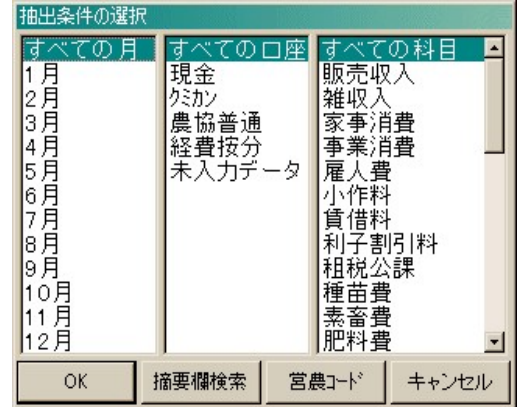 抽出条件の選択
すべての月
1月
2月
3月
4月
5月
6月
7月
8月
9月
10月
11月
12月
すべての口座
現金
ｸﾐｶﾝ
農協普通
経費按分
未入力データ
すべての科目
販売収入
雑収入
家事消費
事業消費
雇人費
小作料
賃借料
利子割引料
租税公課
種苗費
素畜費
肥料費
OK
摘要欄検索
営農ｺｰﾄﾞ
キャンセル